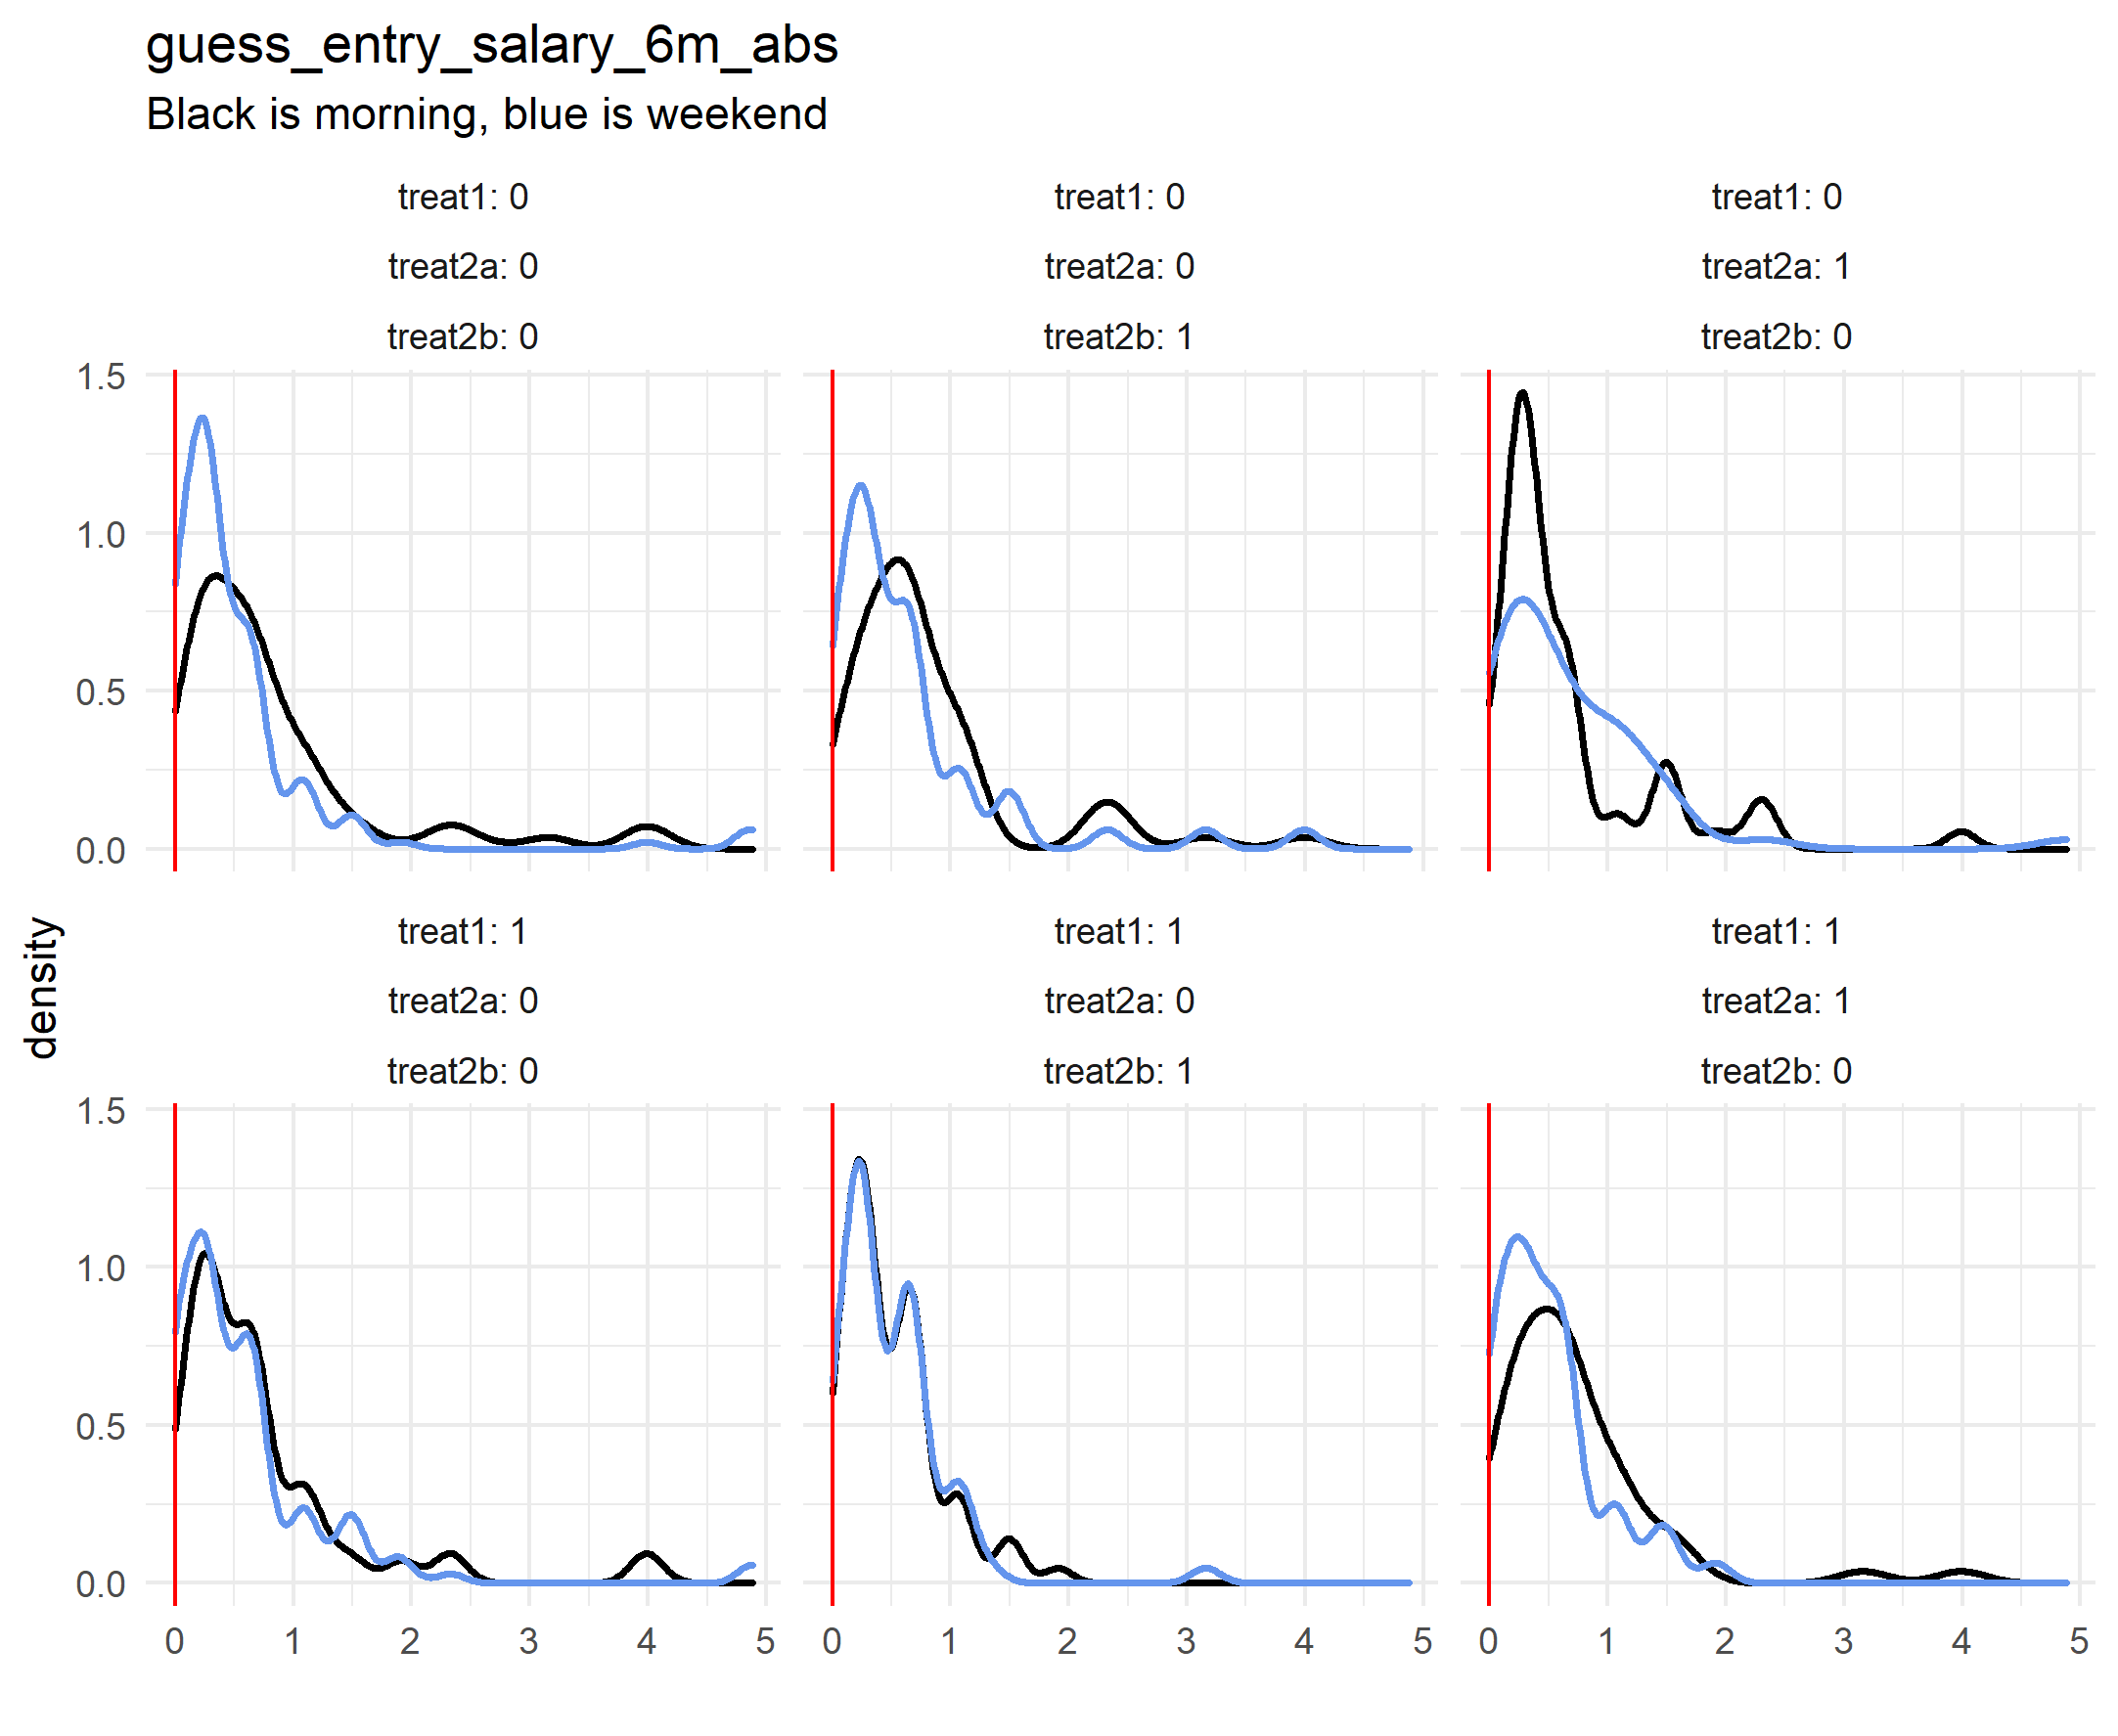 guess_entry_salary_6m_abs
Black is morning, blue is weekend
treat1: 0
treat2a: 0
treat2b: 0
treat1: 0
treat2a: 0
treat2b: 1
treat1: 0
treat2a: 1
treat2b: 0
1.5
1.0
0.5
0.0
density
treat1: 1
treat2a: 0
treat2b: 0
treat1: 1
treat2a: 0
treat2b: 1
treat1: 1
treat2a: 1
treat2b: 0
1.5
1.0
0.5
0.0
0 1 2 3 4 5
0 1 2 3 4 5
0 1 2 3 4 5